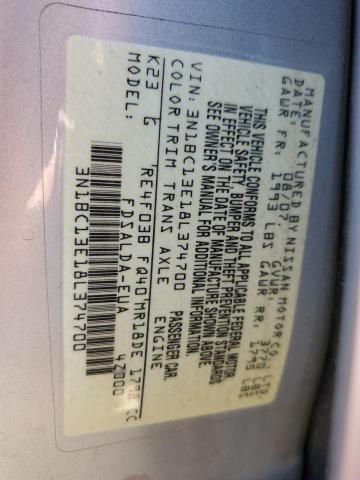 MANUFACTURED BY NISSAN MOTOR CO., LTD.
DATE: 08/07 GVWR: 3770 LBS
GAWR FR: 1993 LBS GAWR RR: 1795 LBS
THIS VEHICLE CONFORMS TO ALL APPLICABLE FEDERAL MOTOR
VEHICLE SAFETY, BUMPER AND THEFT PREVENTION STANDARDS
IN EFFECT ON THE DATE OF MANUFACTURE SHOWN ABOVE.
SEE OWNER'S MANUAL FOR ADDITIONAL INFORMATION.
VIN: 3N1BC13E18L374700 PASSENGER CAR
COLOR TRIM TRANS AXLE ENGINE
K23 G RE4F03B FQ40 MR18DE 1798 CC
MODEL: FDSALDA-EUA 42000
3N1BC13E18L374700